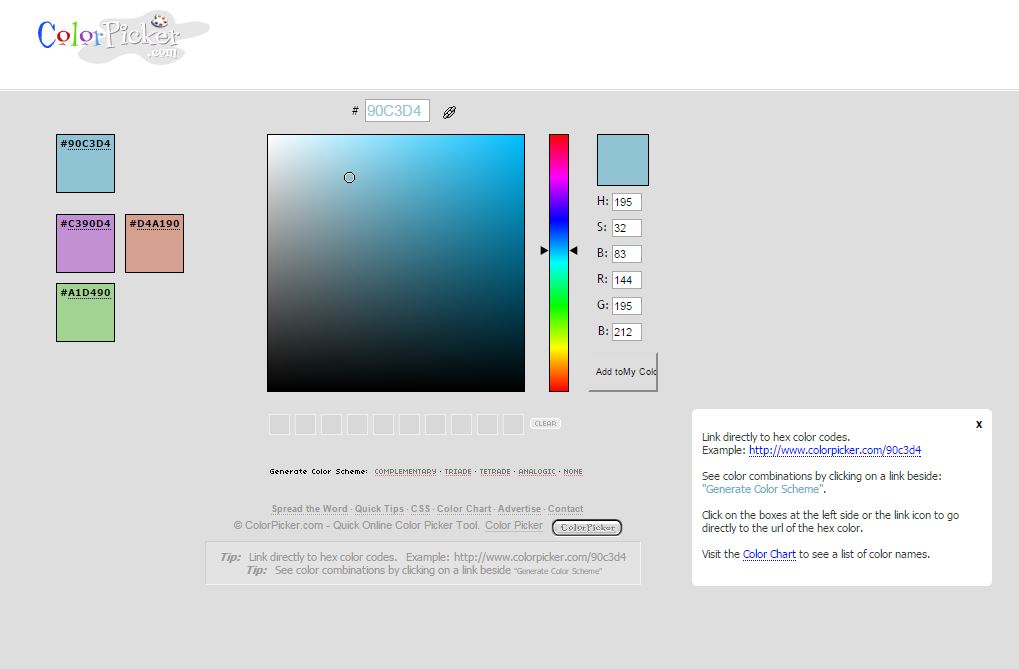 ColorPicker
.com
# 90C3D4
#90C3D4
#C390D4 #D4A190
#A1D490
H: 195
S: 32
B: 83
R: 144
G: 195
B: 212
Add toMy Colo
CLEAR
Generate Color Scheme: COMPLEMENTARY · TRIADE · TETRADE · ANALOGIC · NONE
Spread the Word · Quick Tips · CSS · Color Chart · Advertise · Contact
© ColorPicker.com - Quick Online Color Picker Tool. Color Picker ColorPicker
Tip: Link directly to hex color codes. Example: http://www.colorpicker.com/90c3d4
Tip: See color combinations by clicking on a link beside "Generate Color Scheme"
x
Link directly to hex color codes.
Example: http://www.colorpicker.com/90c3d4
See color combinations by clicking on a link beside:
"Generate Color Scheme".
Click on the boxes at the left side or the link icon to go
directly to the url of the hex color.
Visit the Color Chart to see a list of color names.